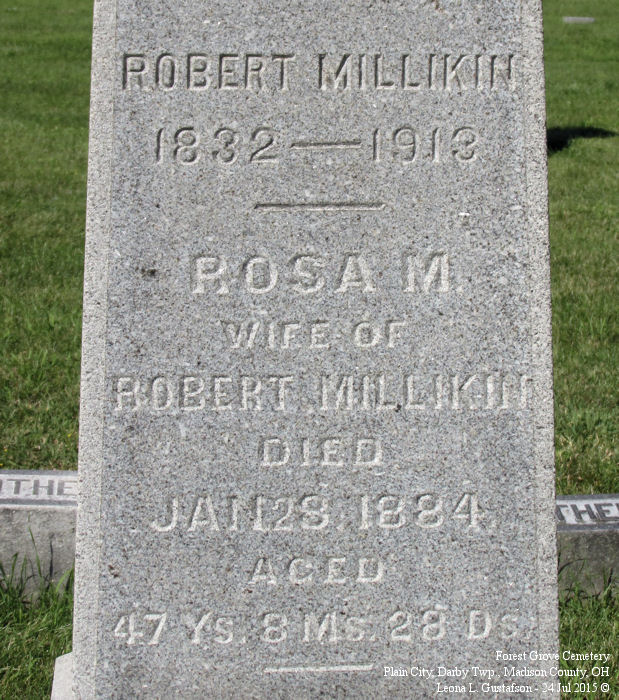 ROBERT MILLIKIN
1832 — 1913
ROSA M.
WIFE OF
ROBERT MILLIKIN
DIED
JAN 28, 1884
AGED
47 Ys. 8 Ms. 28 Ds
Forest Grove Cemetery
Plain City, Darby Twp., Madison County, OH
Leona L. Gustafson - 24 Jul 2015 ©